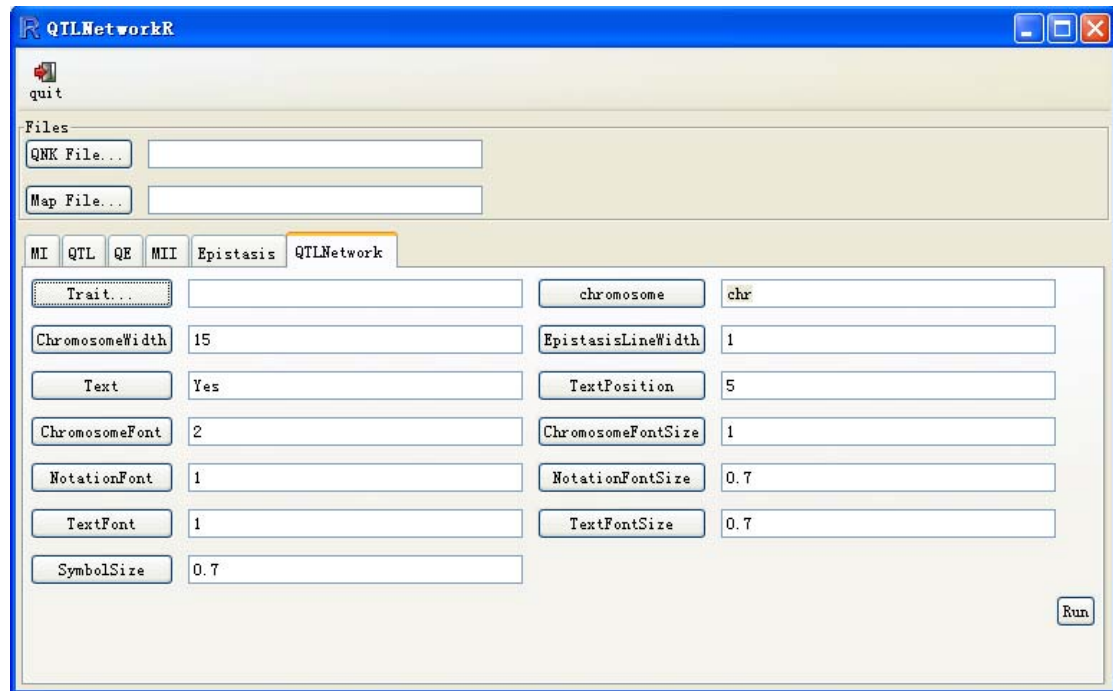 QTLNetworkR
quit
Files
QNK File...
Map File...
MI QTL QE MII Epistasis QTLNetwork
Trait... chromosome chr
ChromosomeWidth 15 EpistasisLineWidth 1
Text Yes TextPosition 5
ChromosomeFont 2 ChromosomeFontSize 1
NotationFont 1 NotationFontSize 0.7
TextFont 1 TextFontSize 0.7
SymbolSize 0.7
Run